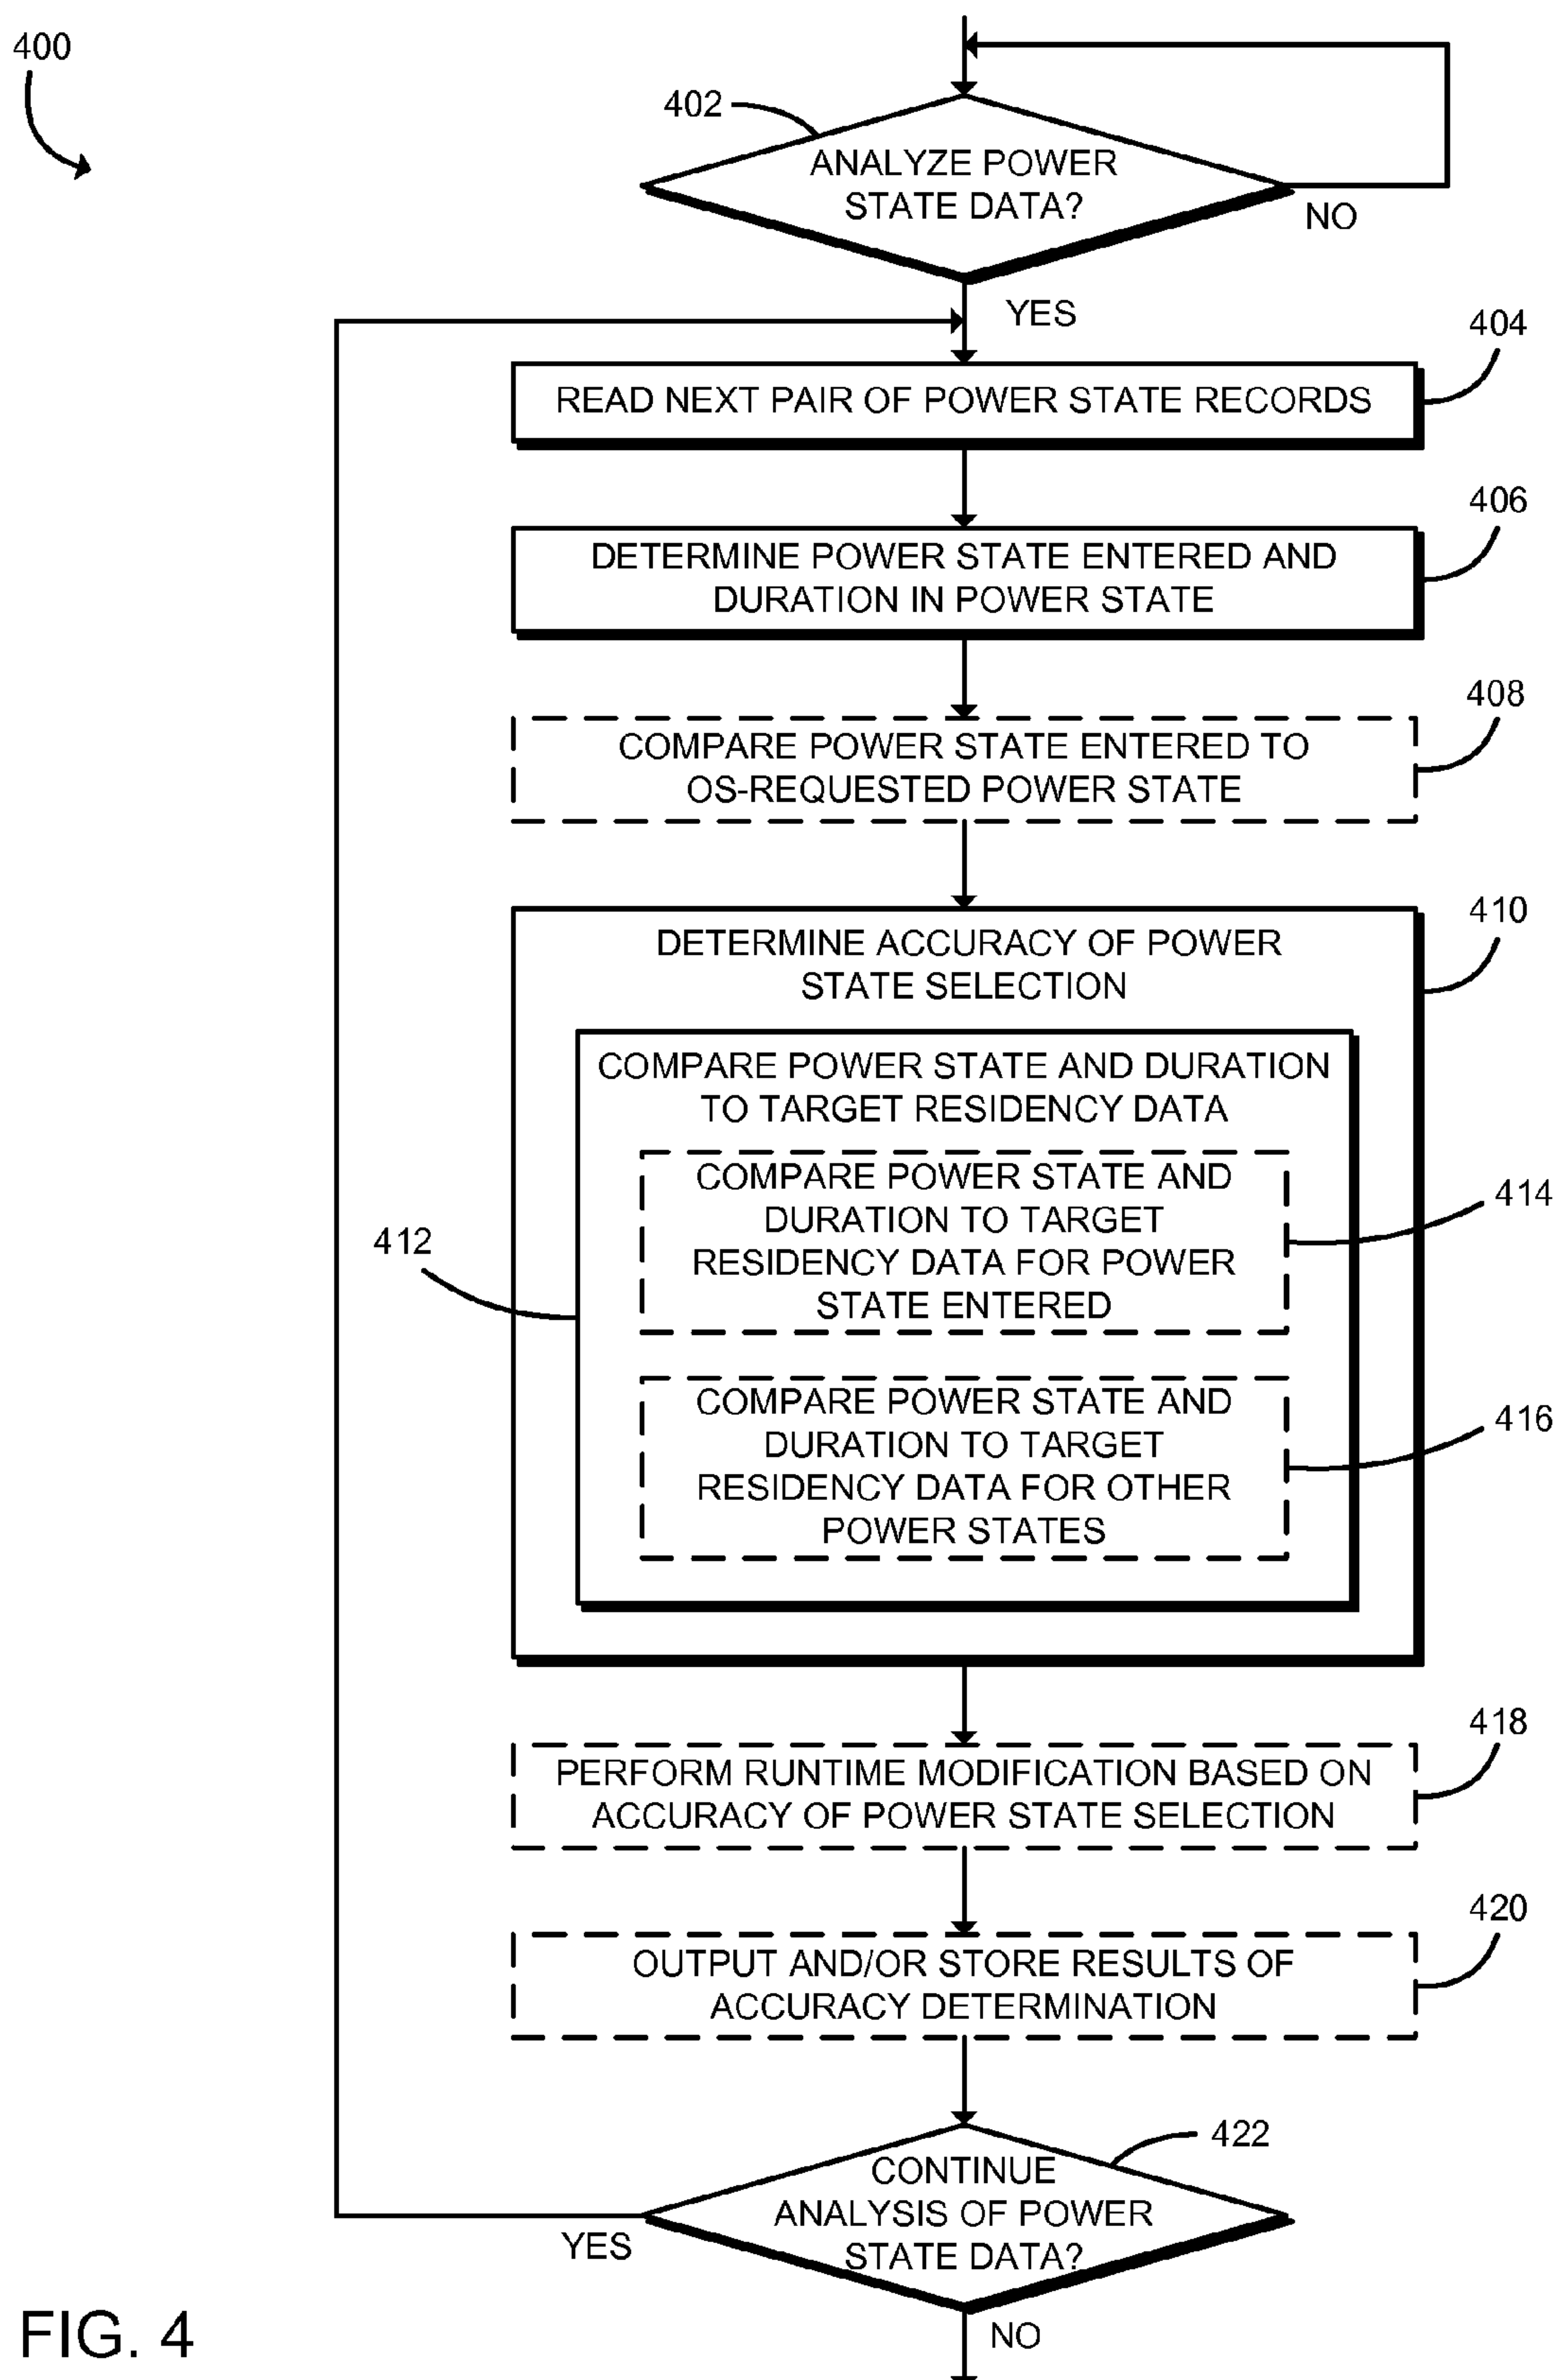 400
402
ANALYZE POWER
STATE DATA?
NO
YES
404
READ NEXT PAIR OF POWER STATE RECORDS
406
DETERMINE POWER STATE ENTERED AND
DURATION IN POWER STATE
408
COMPARE POWER STATE ENTERED TO
OS-REQUESTED POWER STATE
410
DETERMINE ACCURACY OF POWER
STATE SELECTION
COMPARE POWER STATE AND DURATION
TO TARGET RESIDENCY DATA
412
COMPARE POWER STATE AND
DURATION TO TARGET
RESIDENCY DATA FOR POWER
STATE ENTERED
414
COMPARE POWER STATE AND
DURATION TO TARGET
RESIDENCY DATA FOR OTHER
POWER STATES
416
418
PERFORM RUNTIME MODIFICATION BASED ON
ACCURACY OF POWER STATE SELECTION
420
OUTPUT AND/OR STORE RESULTS OF
ACCURACY DETERMINATION
422
CONTINUE
ANALYSIS OF POWER
STATE DATA?
YES
NO
FIG. 4